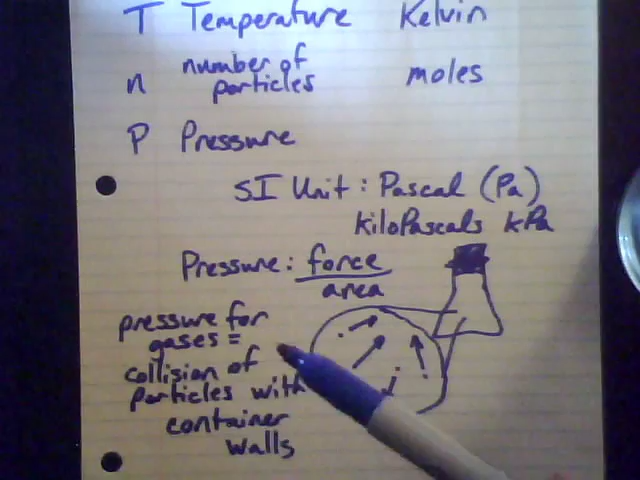 T Temperature Kelvin
n number of particles moles
P Pressure
SI Unit: Pascal (Pa)
kiloPascals kPa
Pressure: force
area
pressure for
gases =
collision of
particles with
container
walls